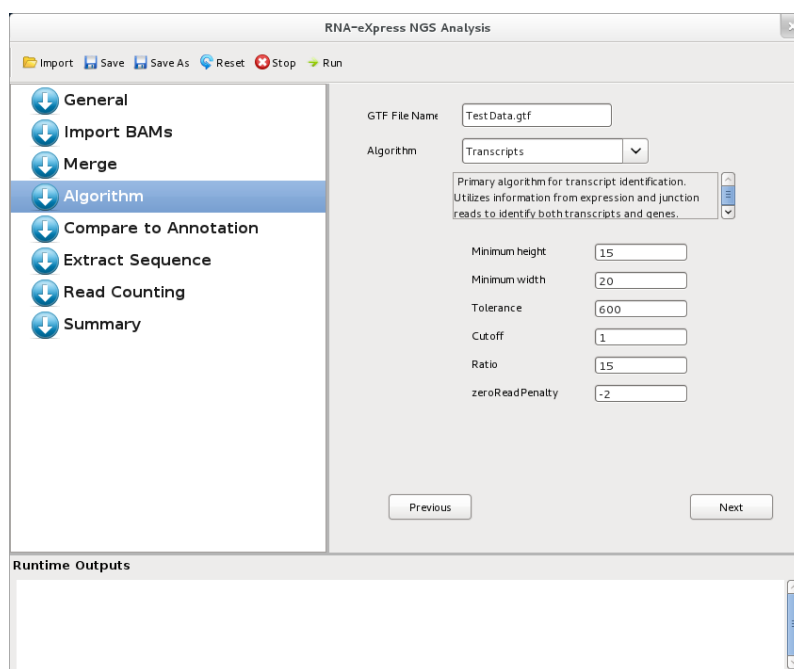 RNA-eXpress NGS Analysis
Import Save Save As Reset Stop Run
General
Import BAMs
Merge
Algorithm
Compare to Annotation
Extract Sequence
Read Counting
Summary
GTF File Name TestData.gtf
Algorithm Transcripts
Primary algorithm for transcript identification.
Utilizes information from expression and junction
reads to identify both transcripts and genes.
Minimum height 15
Minimum width 20
Tolerance 600
Cutoff 1
Ratio 15
zeroReadPenalty -2
Previous Next
Runtime Outputs